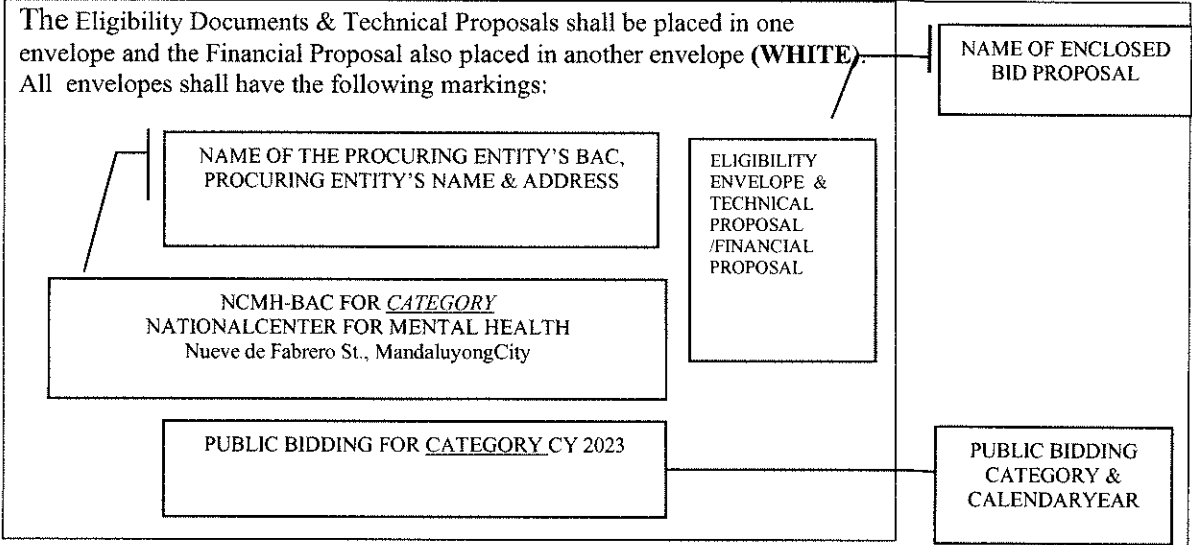 The Eligibility Documents & Technical Proposals shall be placed in one
envelope and the Financial Proposal also placed in another envelope (WHITE).
All envelopes shall have the following markings:
NAME OF ENCLOSED
BID PROPOSAL
NAME OF THE PROCURING ENTITY'S BAC,
PROCURING ENTITY'S NAME & ADDRESS
ELIGIBILITY
ENVELOPE &
TECHNICAL
PROPOSAL
/FINANCIAL
PROPOSAL
NCMH-BAC FOR CATEGORY
NATIONALCENTER FOR MENTAL HEALTH
Nueve de Fabrero St., MandaluyongCity
PUBLIC BIDDING FOR CATEGORY CY 2023
PUBLIC BIDDING
CATEGORY &
CALENDARYEAR